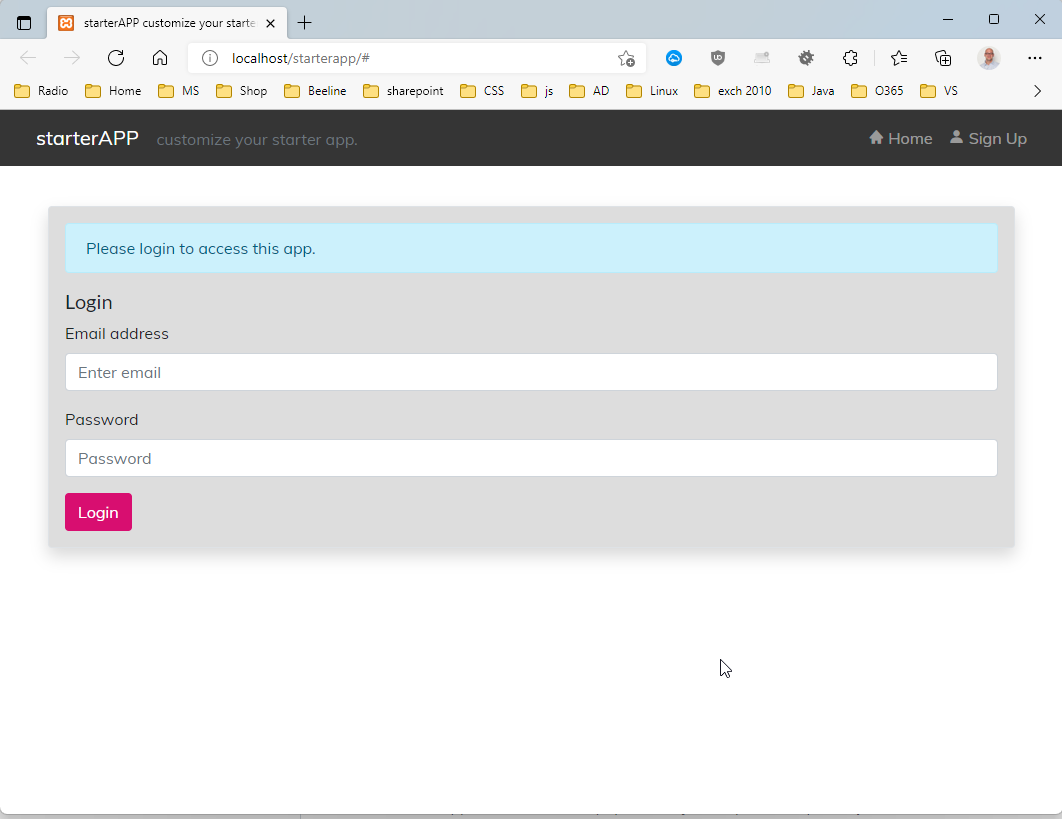 starterAPP customize your starte
localhost/starterapp/#
Radio Home MS Shop Beeline sharepoint CSS js AD Linux exch 2010 Java O365 VS
starterAPP customize your starter app. Home Sign Up
Please login to access this app.
Login
Email address
Enter email
Password
Password
Login